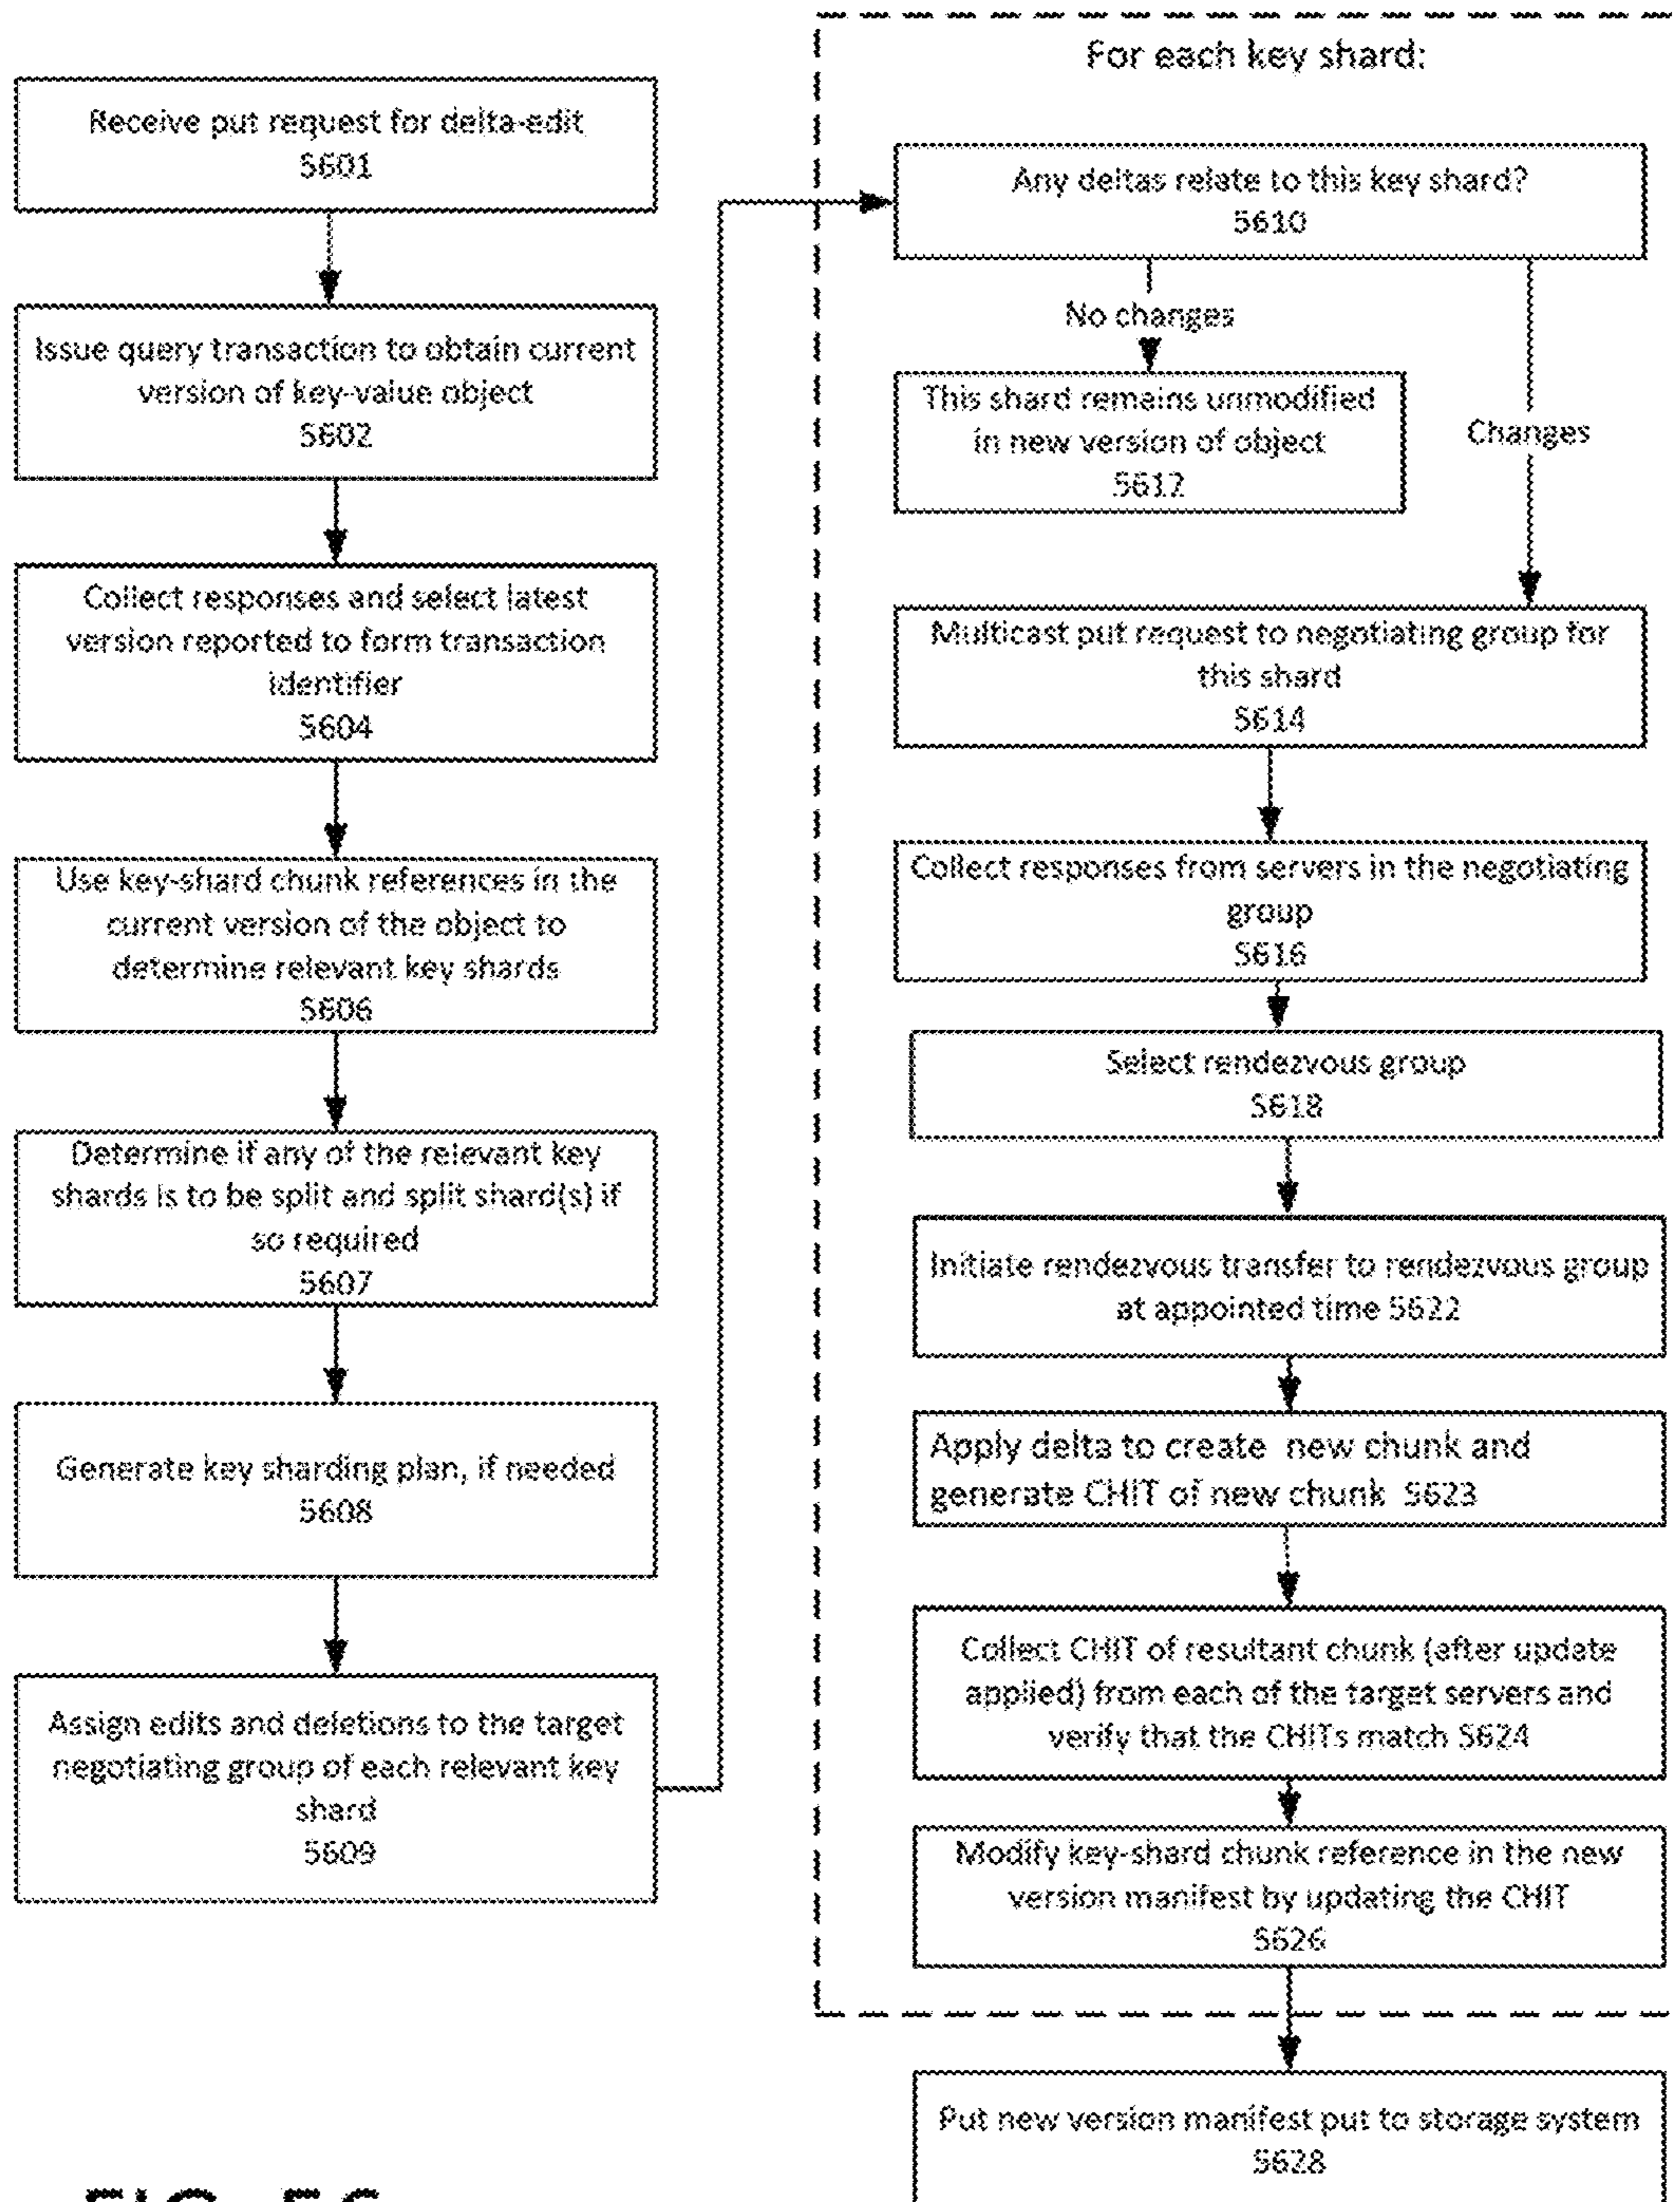 Receive put request for delta-edit
5601
Issue query transaction to obtain current
version of key-value object
5602
Collect responses and select latest
version reported to form transaction
identifier
5604
Use key-shard chunk references in the
current version of the object to
determine relevant key shards
5606
Determine if any of the relevant key
shards is to be split and split shard(s) if
so required
5607
Generate key sharding plan, if needed
5608
Assign edits and deletions to the target
negotiating group of each relevant key
shard
5609
For each key shard:
Any deltas relate to this key shard?
5610
No changes
This shard remains unmodified
in new version of object
5612
Changes
Multicast put request to negotiating group for
this shard
5614
Collect responses from servers in the negotiating
group
5616
Select rendezvous group
5618
Initiate rendezvous transfer to rendezvous group
at appointed time 5622
Apply delta to create new chunk and
generate CHIT of new chunk 5623
Collect CHIT of resultant chunk (after update
applied) from each of the target servers and
verify that the CHITs match 5624
Modify key-shard chunk reference in the new
version manifest by updating the CHIT
5626
Put new version manifest put to storage system
5628
FIG. 56